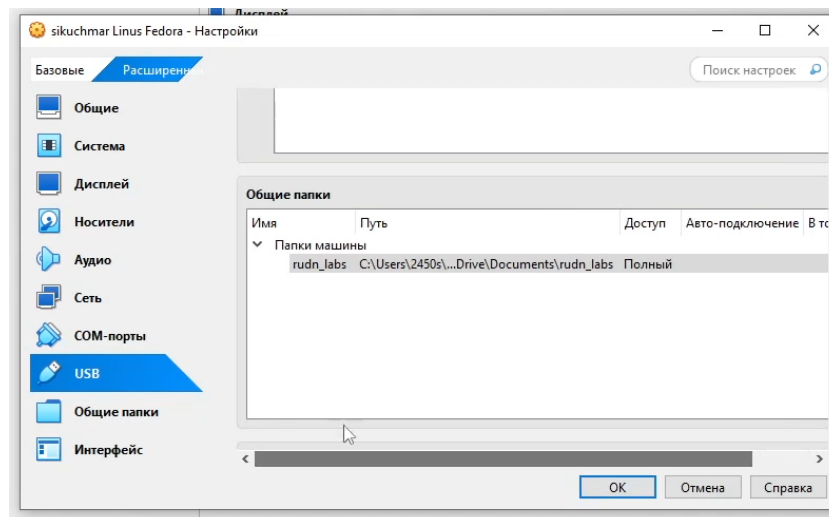 Дисплей
sikuchmar Linus Fedora - Настройки
Базовые
Расширенн
Поиск настроек
Общие
Система
Дисплей
Носители
Аудио
Сеть
COM-порты
USB
Общие папки
Интерфейс
Общие папки
Имя Путь Доступ Авто-подключение В то
Папки машины
rudn_labs C:\Users\2450s\...Drive\Documents\rudn_labs Полный
OK Отмена Справка